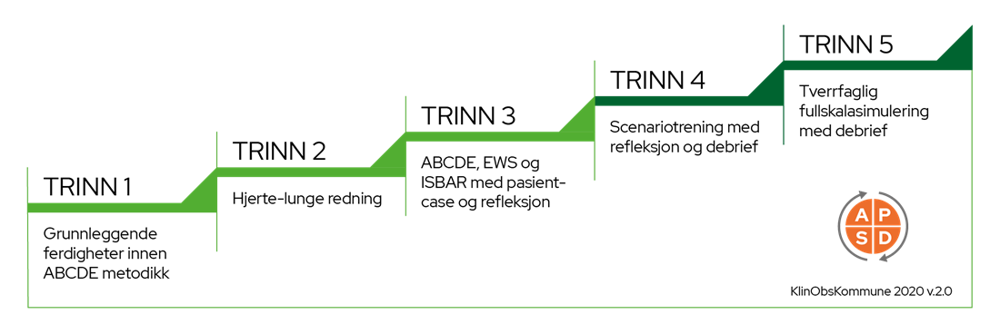 TRINN 1
Grunnleggende
ferdigheter innen
ABCDE metodikk
TRINN 2
Hjerte-lunge redning
TRINN 3
ABCDE, EWS og
ISBAR med pasient-
case og refleksjon
TRINN 4
Scenariotrening med
refleksjon og debrief
TRINN 5
Tverrfaglig
fullskalasimulering
med debrief
A P
S D
KlinObsKommune 2020 v.2.0